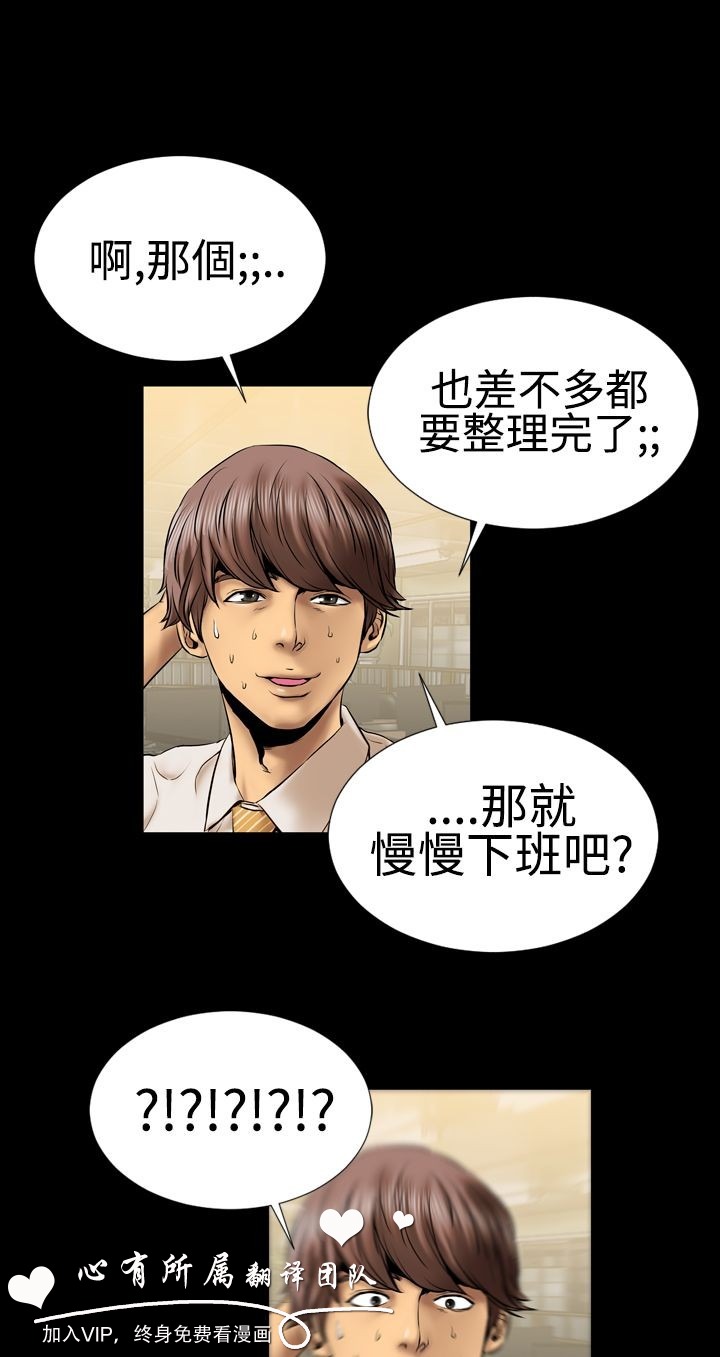 啊,那個;;..
也差不多都
要整理完了;;
....那就
慢慢下班吧?
?!?!?!?!?
心有所属翻译团队
加入VIP，终身免费看漫画